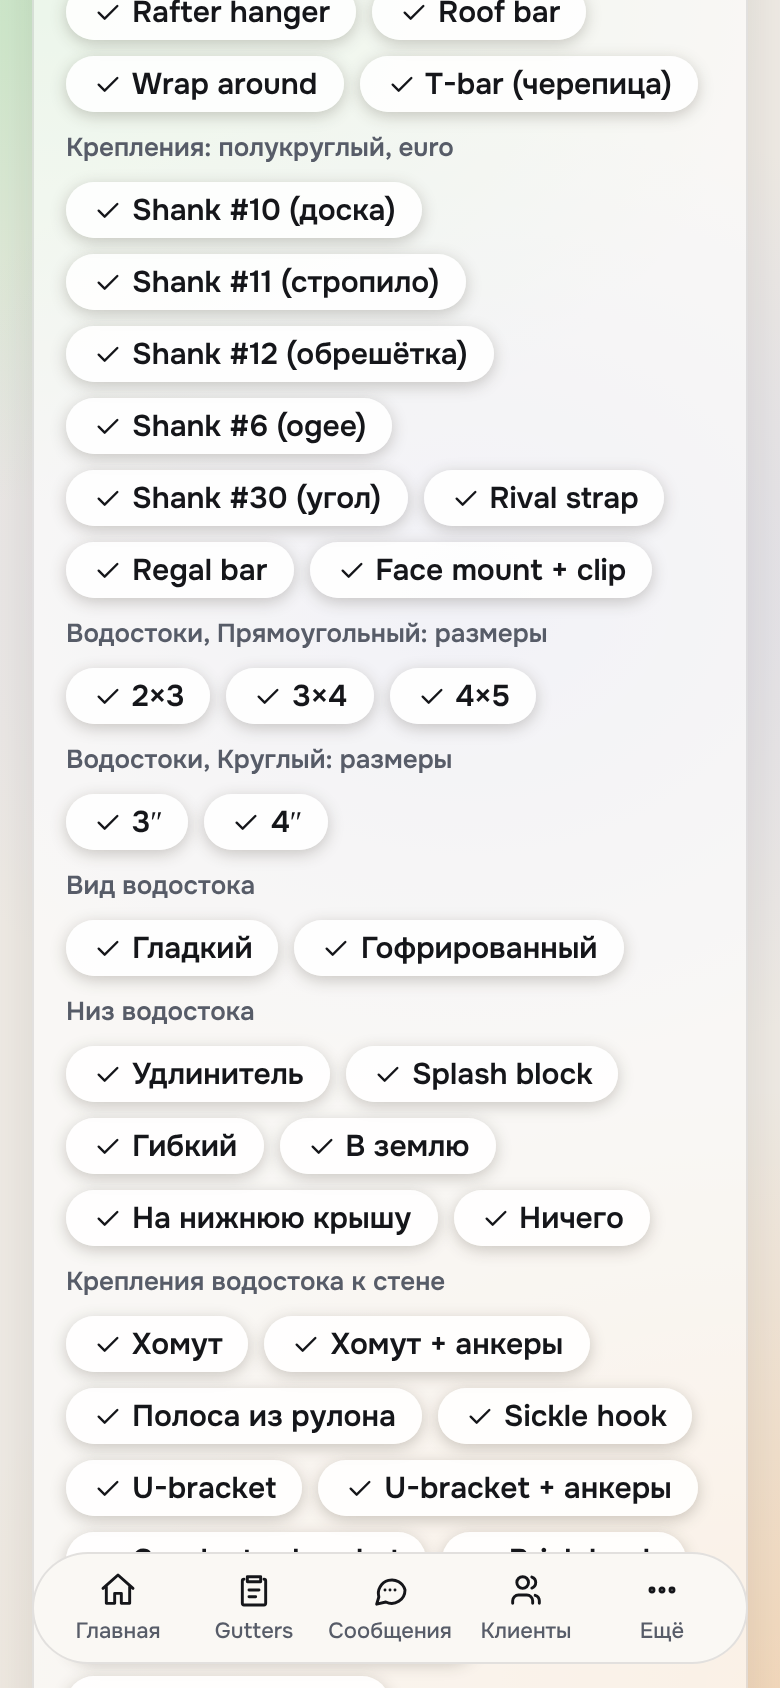 Rafter hanger Roof bar
Wrap around T-bar (черепица)
Крепления: полукруглый, euro
Shank #10 (доска)
Shank #11 (стропило)
Shank #12 (обрешётка)
Shank #6 (ogee)
Shank #30 (угол) Rival strap
Regal bar Face mount + clip
Водостоки, Прямоугольный: размеры
2×3 3×4 4×5
Водостоки, Круглый: размеры
3″ 4″
Вид водостока
Гладкий Гофрированный
Низ водостока
Удлинитель Splash block
Гибкий В землю
На нижнюю крышу Ничего
Крепления водостока к стене
Хомут Хомут + анкеры
Полоса из рулона Sickle hook
U-bracket U-bracket + анкеры
Главная Gutters Сообщения Клиенты Ещё